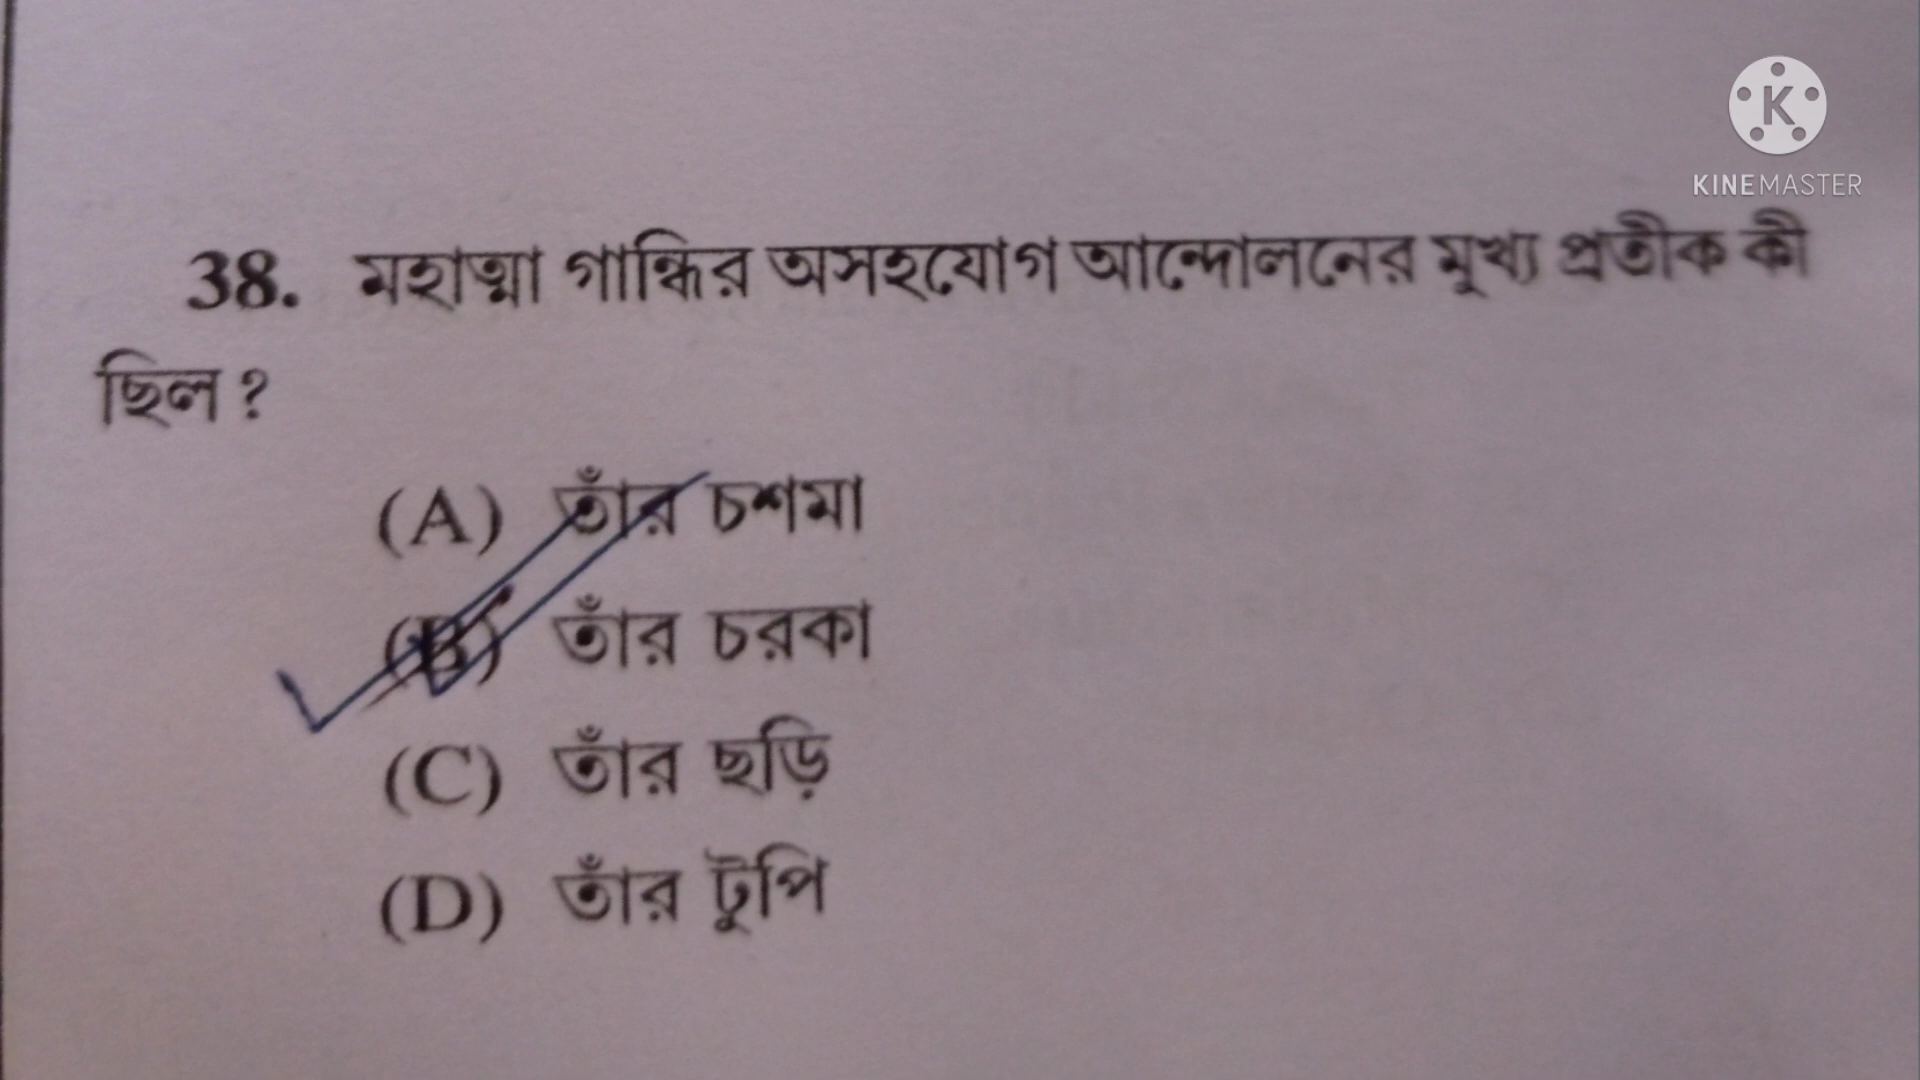 K
KINEMASTER
38. মহাত্মা গান্ধির অসহযোগ আন্দোলনের মুখ্য প্রতীক কী
ছিল ?
(A) তাঁর চশমা
(B) তাঁর চরকা
(C) তাঁর ছড়ি
(D) তাঁর টুপি